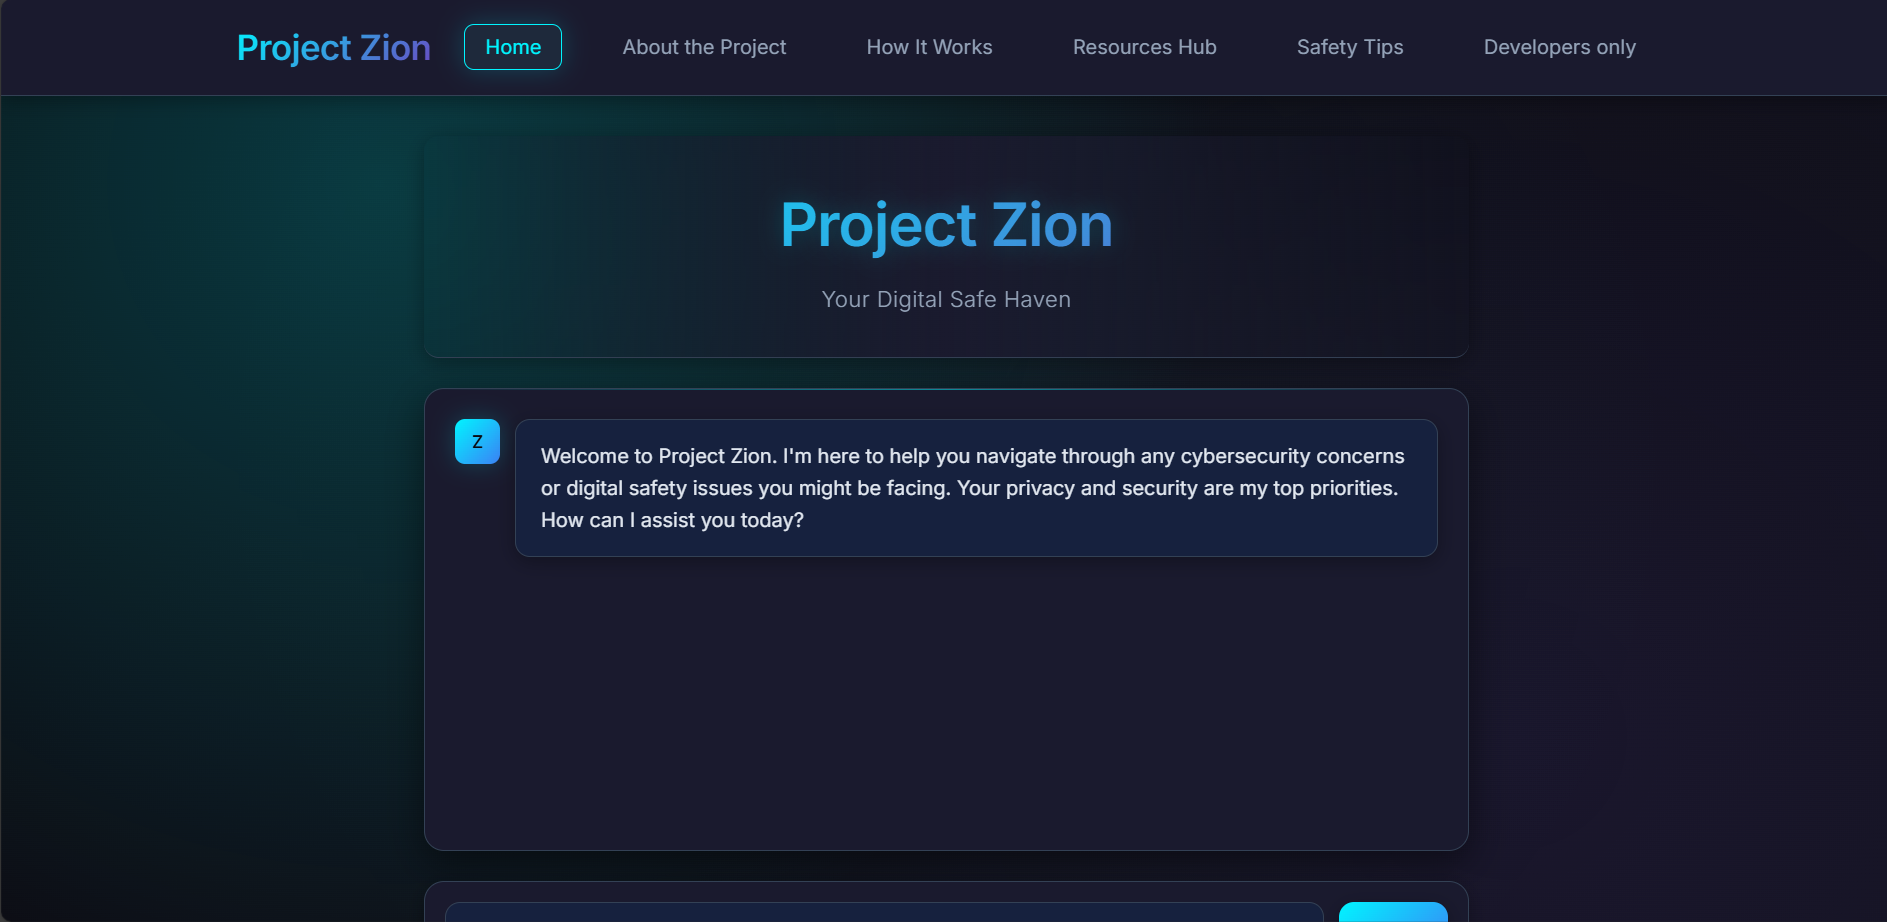 Project Zion
Home
About the Project
How It Works
Resources Hub
Safety Tips
Developers only
Project Zion
Your Digital Safe Haven
Z
Welcome to Project Zion. I'm here to help you navigate through any cybersecurity concerns
or digital safety issues you might be facing. Your privacy and security are my top priorities.
How can I assist you today?